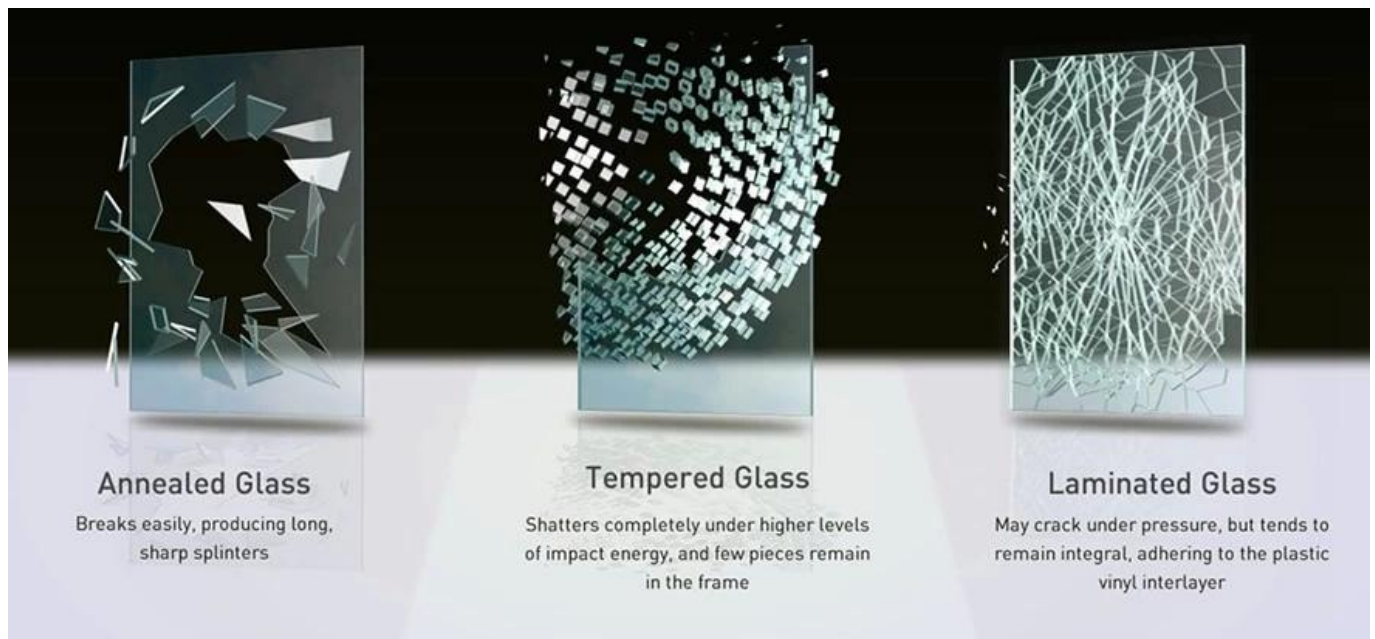 Annealed Glass
Breaks easily, producing long,
sharp splinters
Tempered Glass
Shatters completely under higher levels
of impact energy, and few pieces remain
in the frame
Laminated Glass
May crack under pressure, but tends to
remain integral, adhering to the plastic
vinyl interlayer